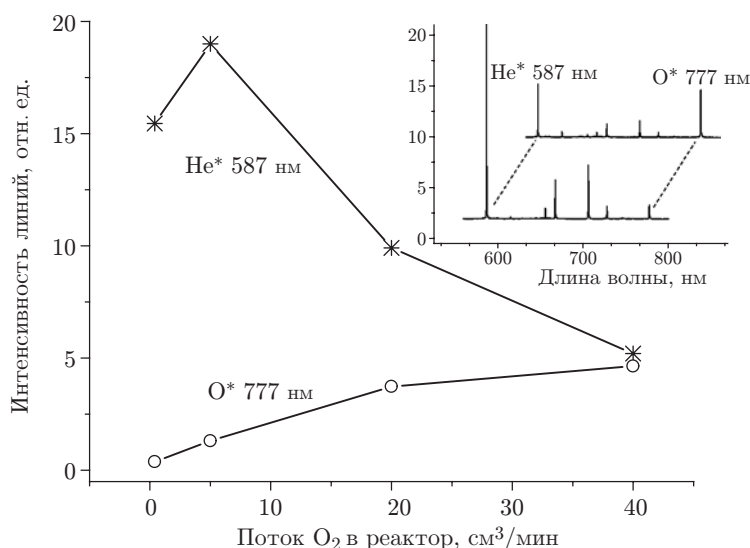 Интенсивность линий, отн. ед.
20
15
10
5
0
He* 587 нм
O* 777 нм
0
10
20
30
40
Поток O₂ в реактор, см³/мин
20
15
10
5
0
He* 587 нм
O* 777 нм
600
700
800
Длина волны, нм